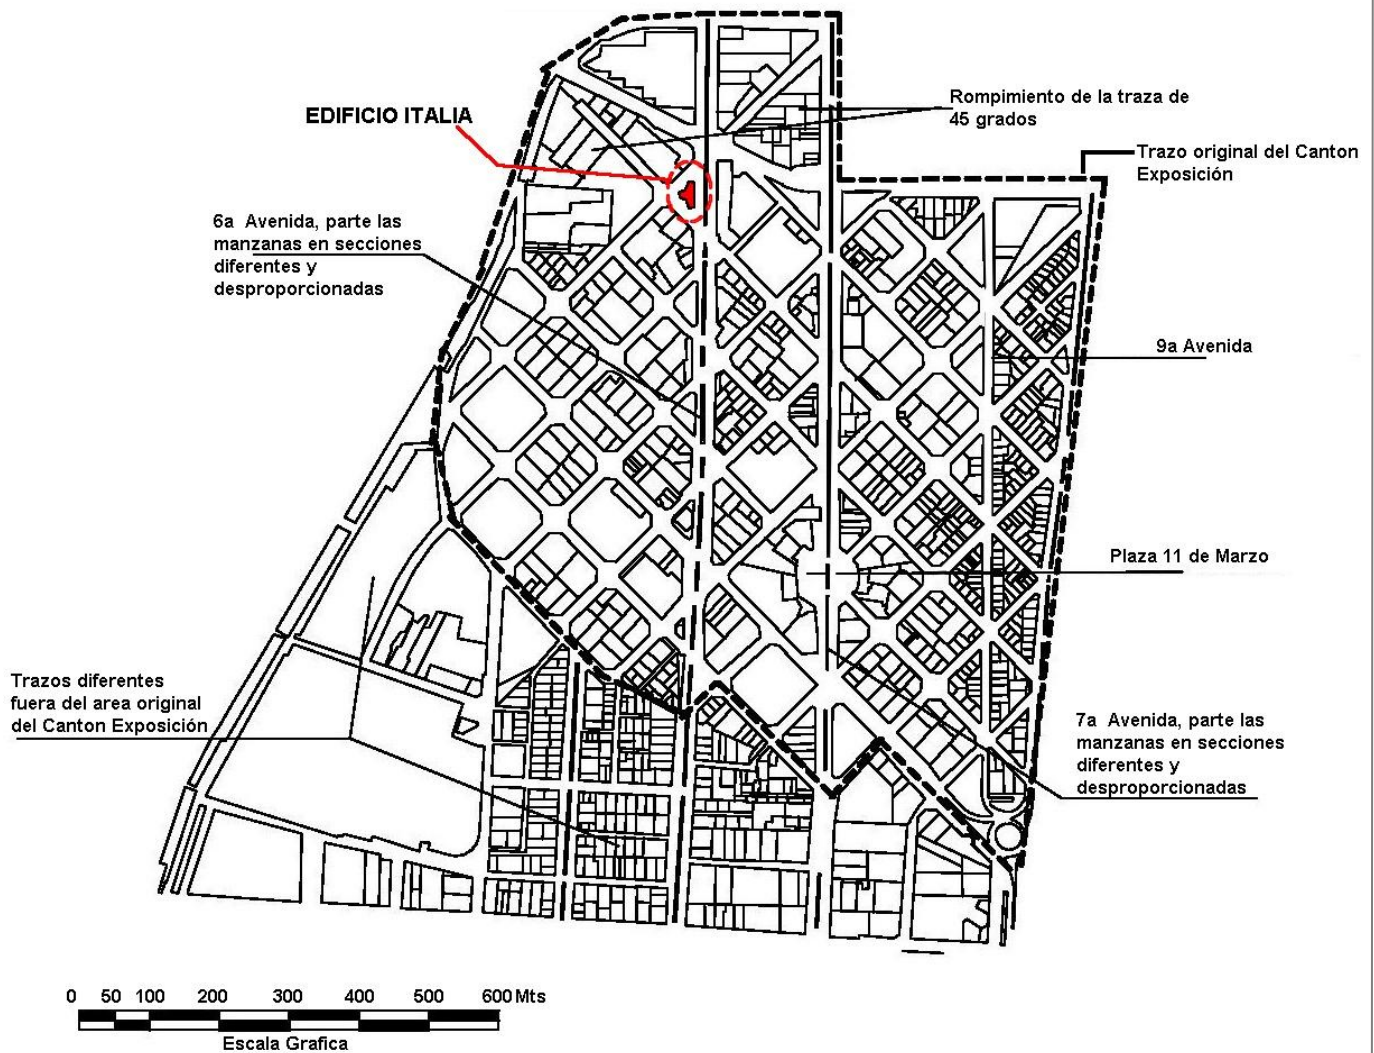 Rompimiento de la traza de
45 grados
EDIFICIO ITALIA
Trazo original del Canton
Exposición
6a Avenida, parte las
manzanas en secciones
diferentes y
desproporcionadas
9a Avenida
Plaza 11 de Marzo
Trazos diferentes
fuera del area original
del Canton Exposición
7a Avenida, parte las
manzanas en secciones
diferentes y
desproporcionadas
0 50 100 200 300 400 500 600 Mts
Escala Grafica